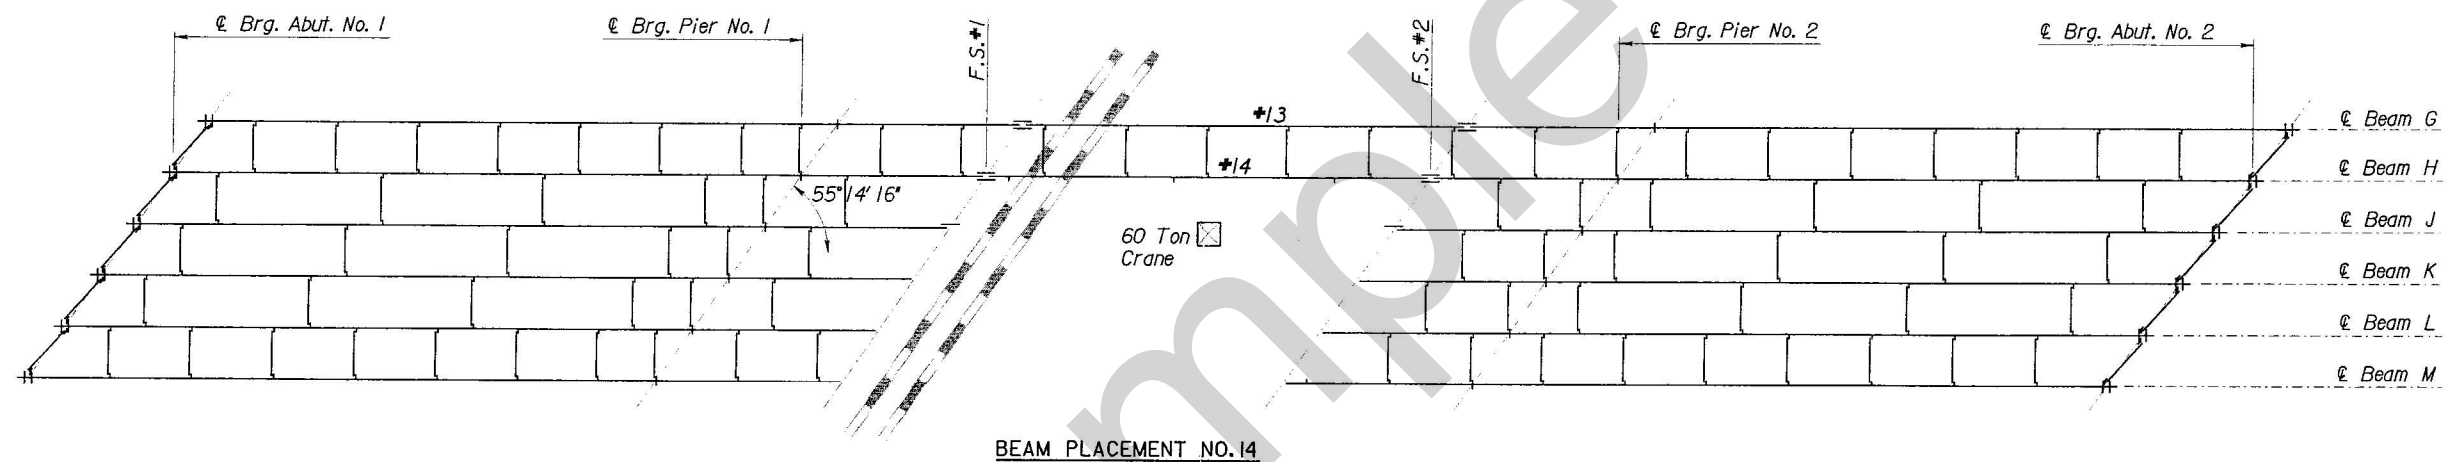 ℄ Brg. Abut. No. 1
℄ Brg. Pier No. 1
F.S.#1
F.S.#2
℄ Brg. Pier No. 2
℄ Brg. Abut. No. 2
#13
℄ Beam G
#14
℄ Beam H
55°14'16"
℄ Beam J
60 Ton
Crane
℄ Beam K
℄ Beam L
℄ Beam M
mple
BEAM PLACEMENT NO. 14